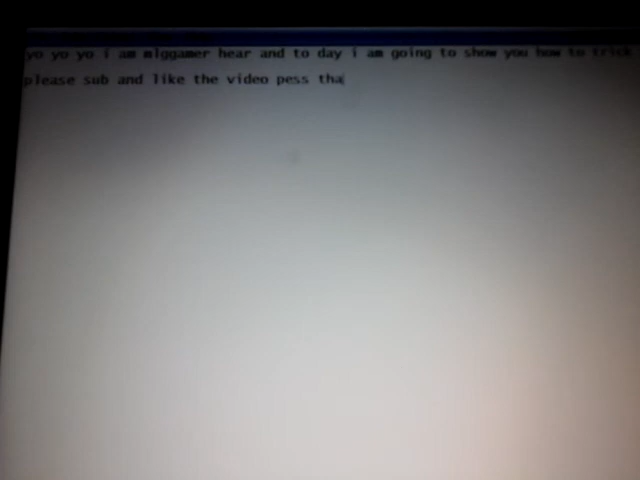 yo yo yo i am mlggamer hear and to day i am going to show you how to trick
please sub and like the video pess tha